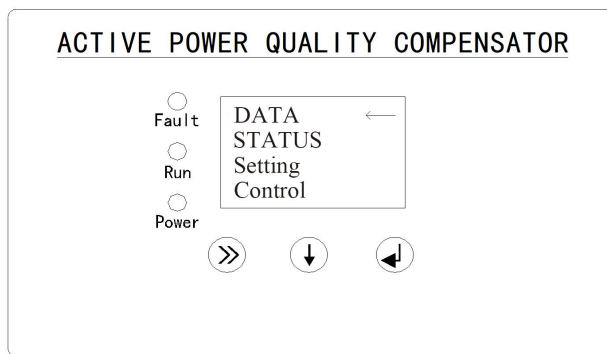 ACTIVE POWER QUALITY COMPENSATOR
Fault
Run
Power
DATA ←
STATUS
Setting
Control